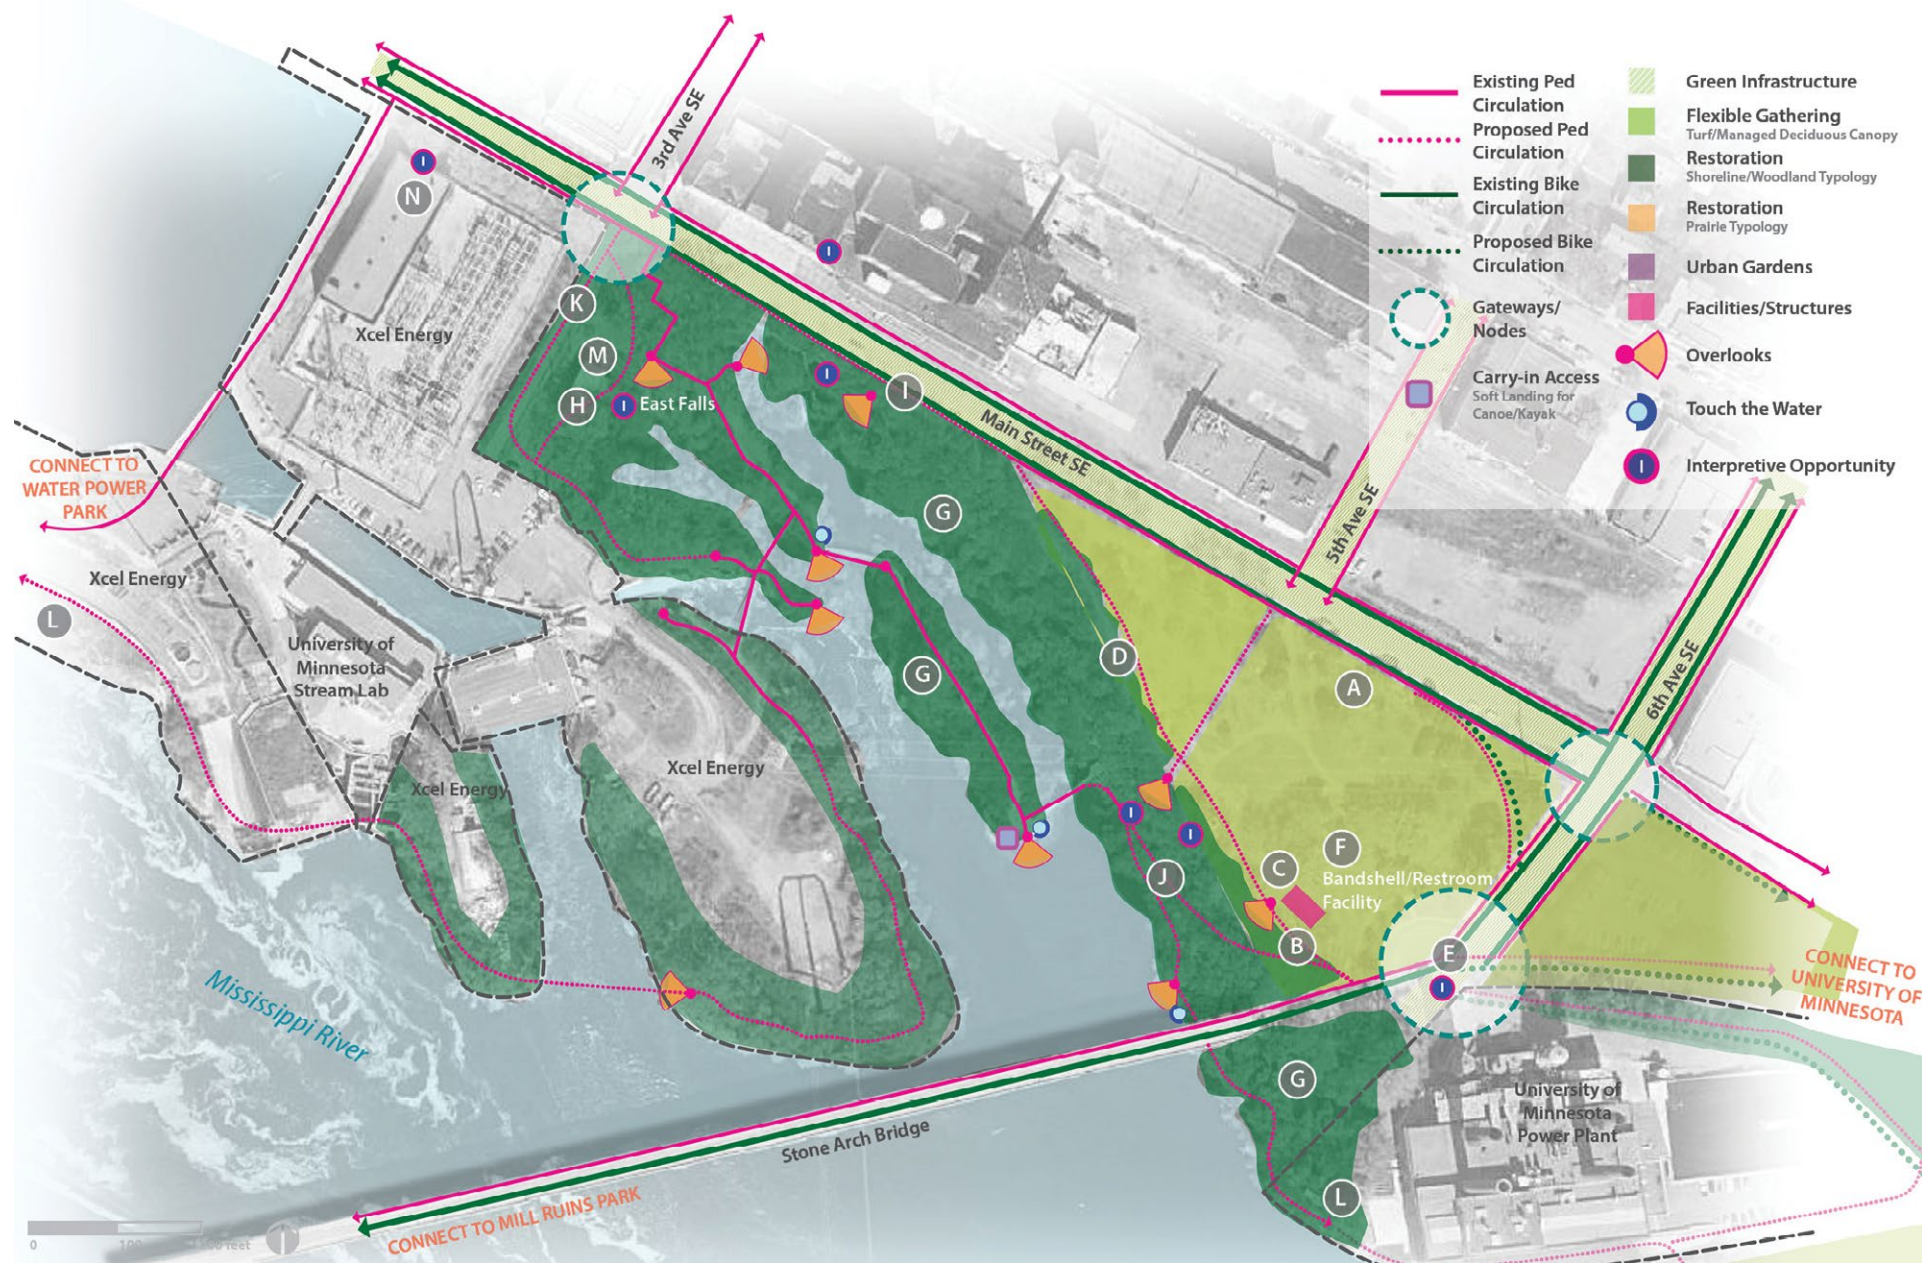 3rd Ave SE
Existing Ped
Circulation
Proposed Ped
Circulation
Existing Bike
Circulation
Proposed Bike
Circulation
Gateways/
Nodes
Carry-in Access
Soft Landing for
Canoe/Kayak
Green Infrastructure
Flexible Gathering
Turf/Managed Deciduous Canopy
Restoration
Shoreline/Woodland Typology
Restoration
Prairie Typology
Urban Gardens
Facilities/Structures
Overlooks
Touch the Water
I
Interpretive Opportunity
I
N
I
K
Xcel Energy
M
I
I
H
I
East Falls
Main Street SE
CONNECT TO
WATER POWER
PARK
G
5th Ave SE
Xcel Energy
L
University of
Minnesota
Stream Lab
D
G
A
6th Ave SE
Xcel Energy
Xcel Energy
I
I
F
C
J
Bandshell/Restroom
Facility
B
E
I
CONNECT TO
UNIVERSITY OF
MINNESOTA
Mississippi River
G
University of
Minnesota
Power Plant
Stone Arch Bridge
L
CONNECT TO MILL RUINS PARK
0
100
feet